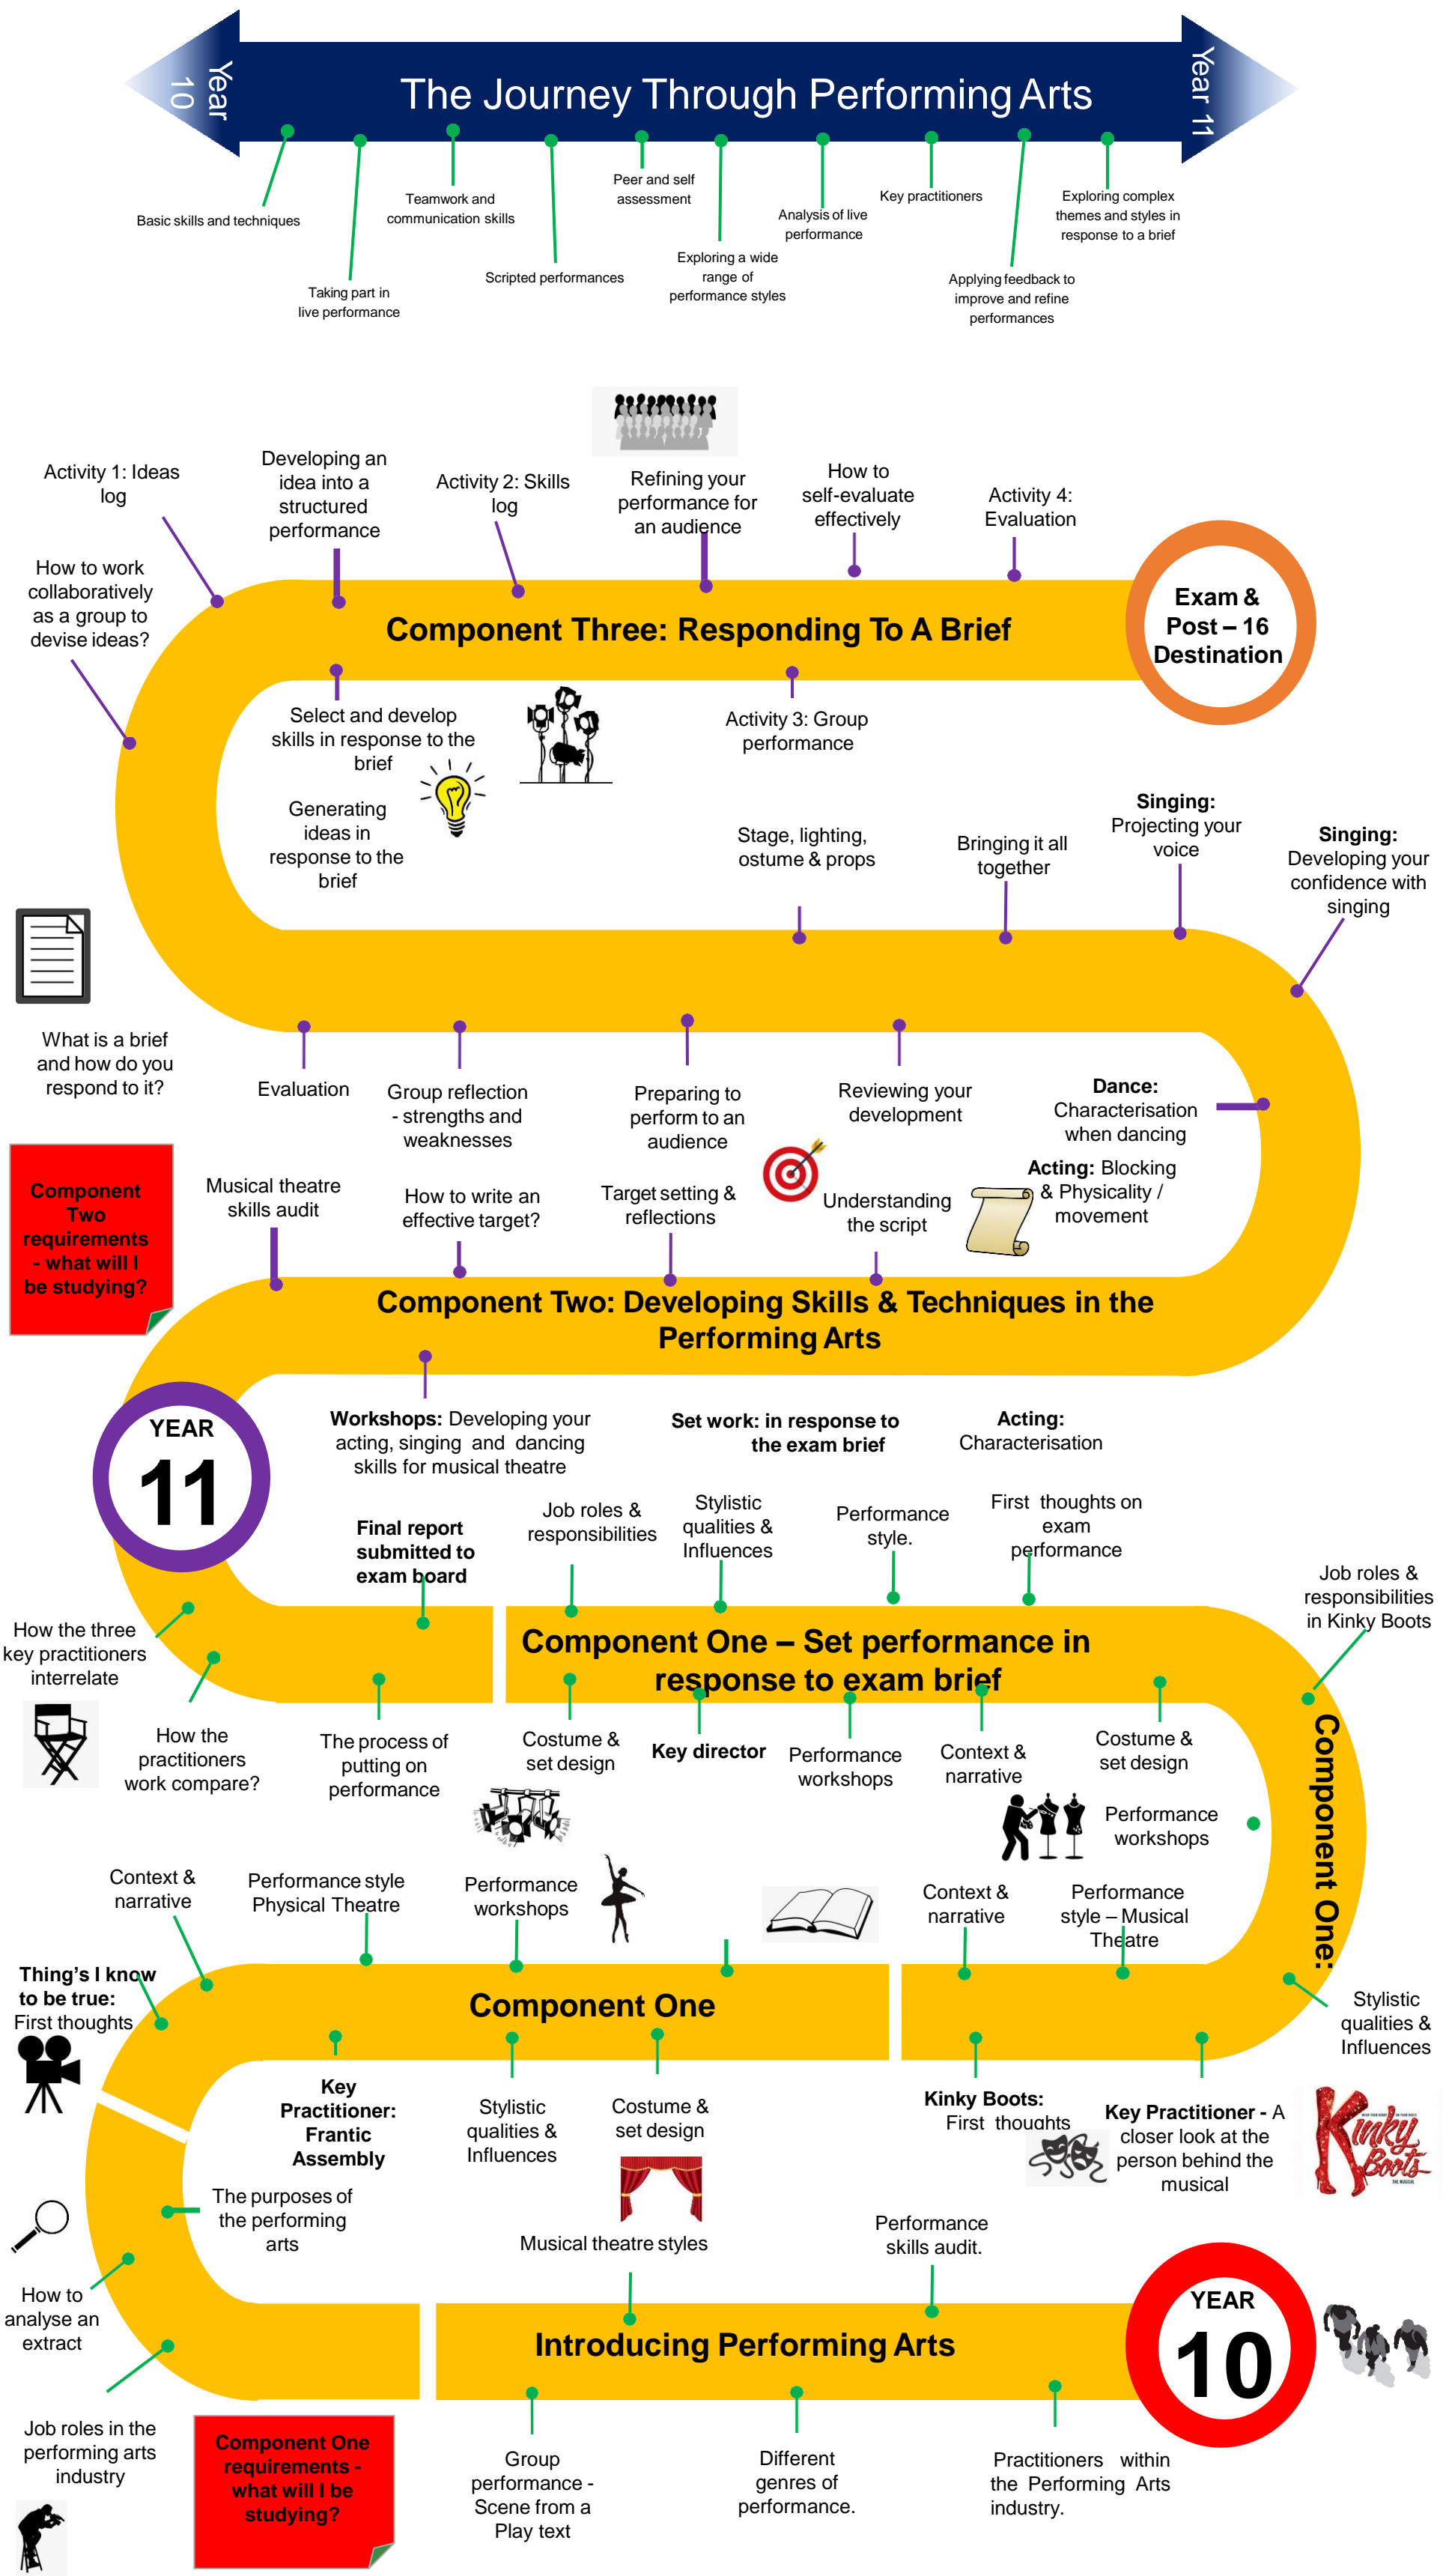 Year
10
The Journey Through Performing Arts
Year 11
Basic skills and techniques
Taking part in
live performance
Teamwork and
communication skills
Scripted performances
Peer and self
assessment
Exploring a wide
range of
performance styles
Analysis of live
performance
Key practitioners
Applying feedback to
improve and refine
performances
Exploring complex
themes and styles in
response to a brief
Activity 1: Ideas
log
Developing an
idea into a
structured
performance
Activity 2: Skills
log
Refining your
performance for
an audience
How to
self-evaluate
effectively
Activity 4:
Evaluation
How to work
collaboratively
as a group to
devise ideas?
Component Three: Responding To A Brief
Exam &
Post – 16
Destination
Select and develop
skills in response to the
brief
Activity 3: Group
performance
Generating
ideas in
response to the
brief
Stage, lighting,
ostume & props
Bringing it all
together
Singing:
Projecting your
voice
Singing:
Developing your
confidence with
singing
What is a brief
and how do you
respond to it?
Evaluation
Group reflection
- strengths and
weaknesses
Preparing to
perform to an
audience
Reviewing your
development
Dance:
Characterisation
when dancing
Acting: Blocking
& Physicality /
movement
Component
Two
requirements
- what will I
be studying?
Musical theatre
skills audit
How to write an
effective target?
Target setting &
reflections
Understanding
the script
Component Two: Developing Skills & Techniques in the
Performing Arts
YEAR
11
Workshops: Developing your
acting, singing and dancing
skills for musical theatre
Set work: in response to
the exam brief
Acting:
Characterisation
Final report
submitted to
exam board
Job roles &
responsibilities
Stylistic
qualities &
Influences
Performance
style.
First thoughts on
exam
performance
Job roles &
responsibilities
in Kinky Boots
How the three
key practitioners
interrelate
Component One – Set performance in
response to exam brief
How the
practitioners
work compare?
The process of
putting on
performance
Costume &
set design
Key director
Performance
workshops
Context &
narrative
Costume &
set design
Component One:
Performance
workshops
Context &
narrative
Performance style
Physical Theatre
Performance
workshops
Context &
narrative
Performance
style – Musical
Theatre
Thing's I know
to be true:
First thoughts
Component One
Stylistic
qualities &
Influences
Key
Practitioner:
Frantic
Assembly
Stylistic
qualities &
Influences
Costume &
set design
Kinky Boots:
First thoughts
Key Practitioner - A
closer look at the
person behind the
musical
Kinky
Boots
THE MUSICAL
The purposes of
the performing
arts
Musical theatre styles
Performance
skills audit.
How to
analyse an
extract
Introducing Performing Arts
YEAR
10
Job roles in the
performing arts
industry
Component One
requirements -
what will I be
studying?
Group
performance -
Scene from a
Play text
Different
genres of
performance.
Practitioners within
the Performing Arts
industry.